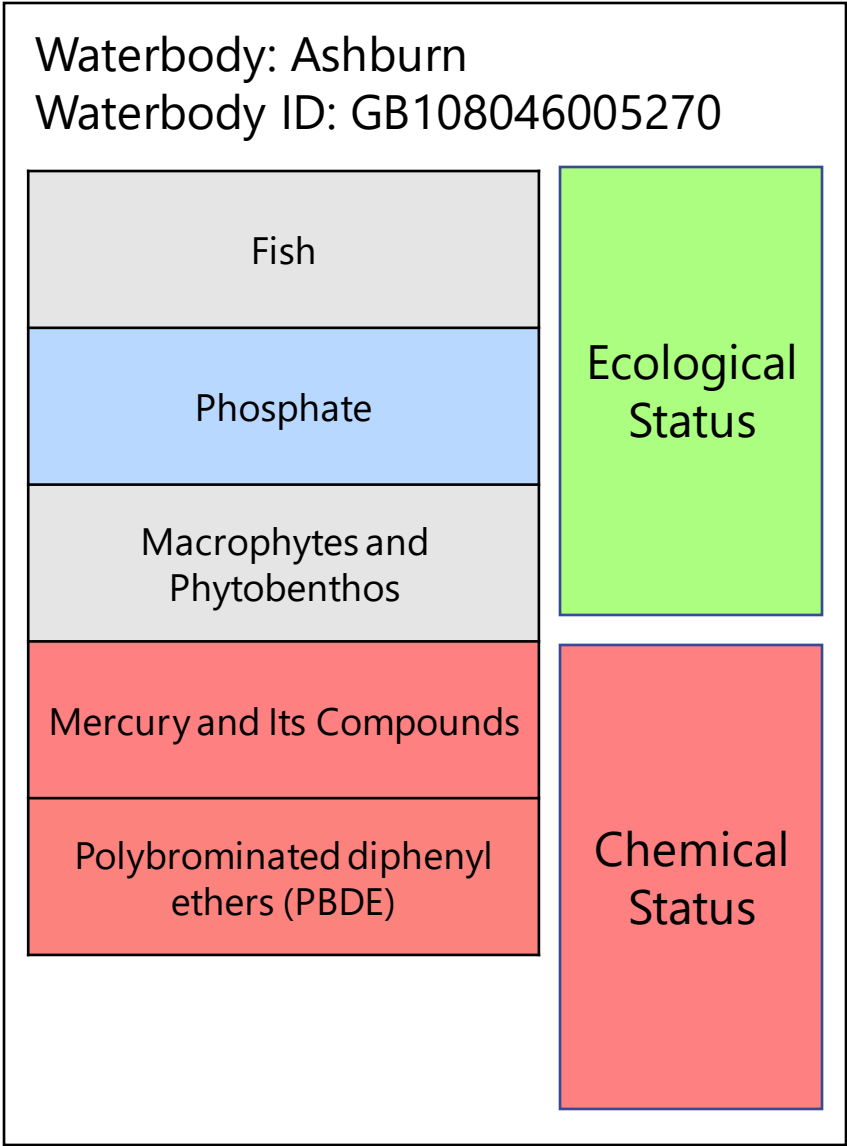 Waterbody: Ashburn
Waterbody ID: GB108046005270
Fish
Phosphate
Macrophytes and
Phytobenthos
Mercury and Its Compounds
Polybrominated diphenyl
ethers (PBDE)
Ecological
Status
Chemical
Status